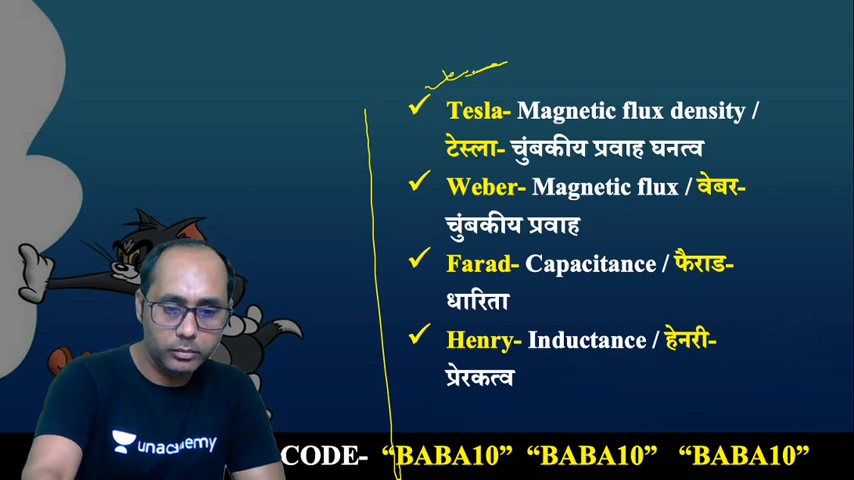 Tesla- Magnetic flux density /
टेस्ला- चुंबकीय प्रवाह घनत्व
Weber- Magnetic flux / वेबर-
चुंबकीय प्रवाह
Farad- Capacitance / फैराड-
धारिता
Henry- Inductance / हेनरी-
प्रेरकत्व
unacademy
CODE- “BABA10” “BABA10” “BABA10”